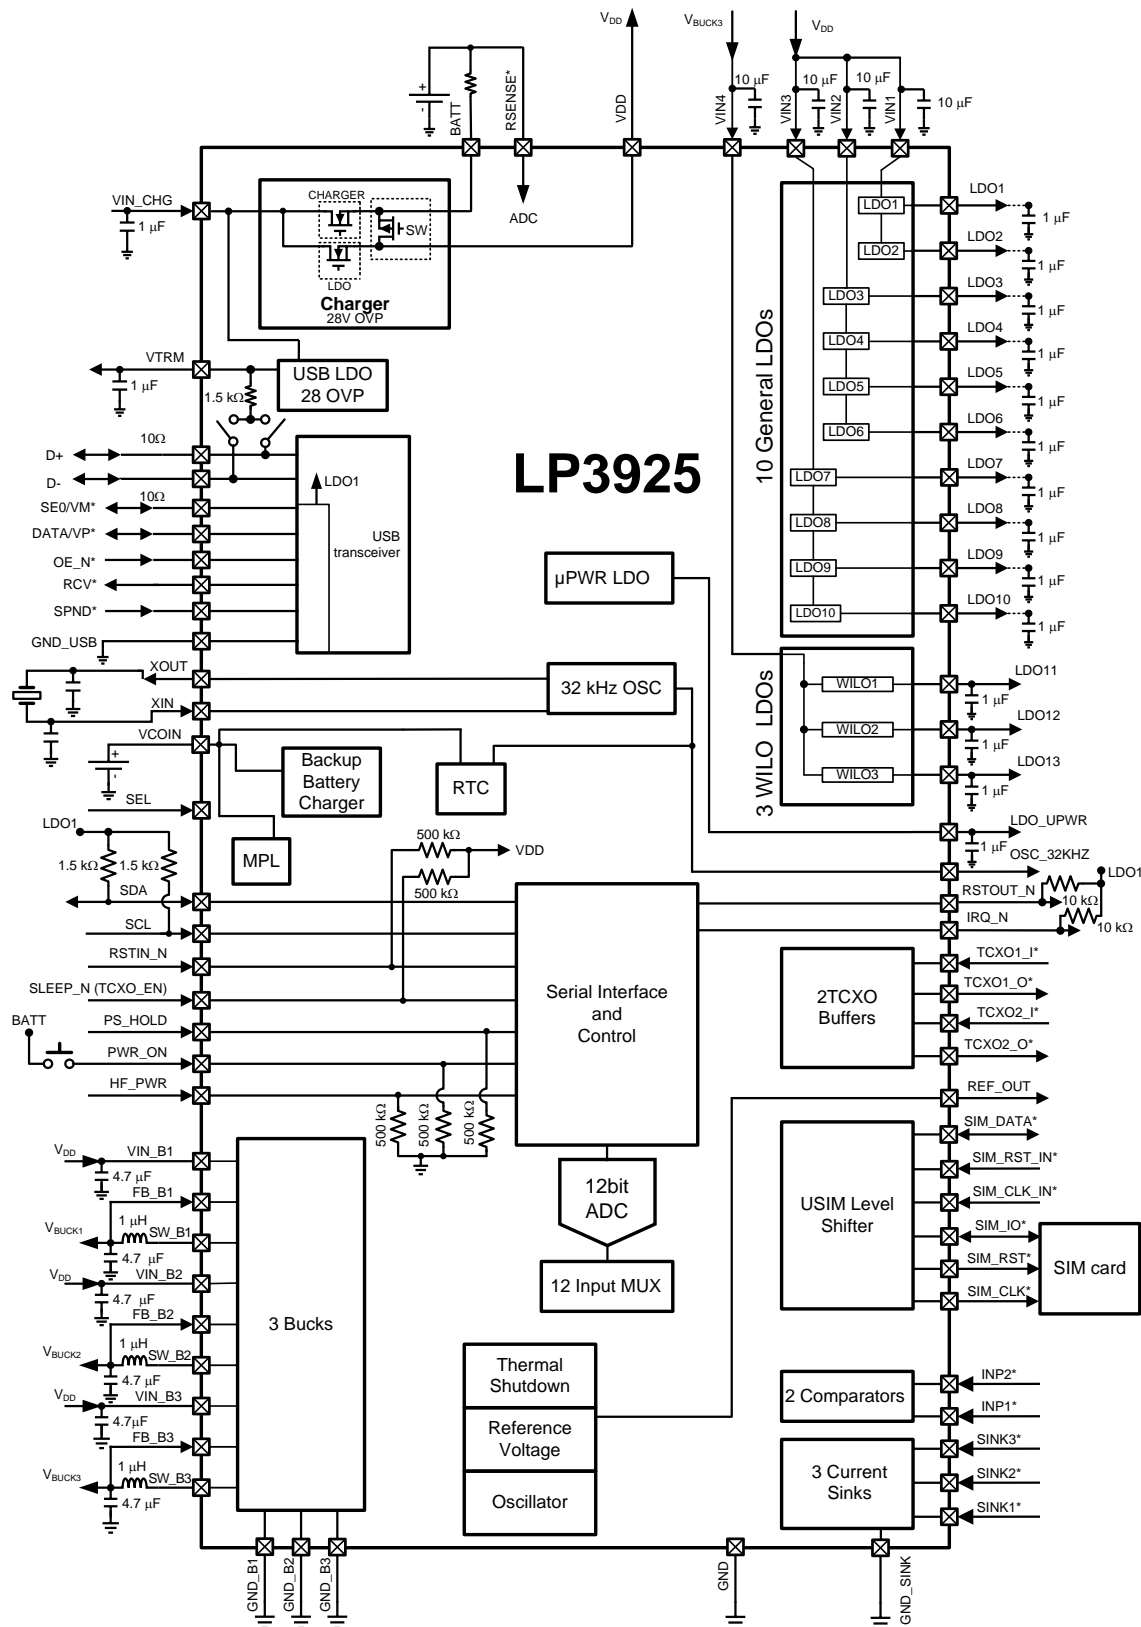 VDD
VBUCK3
VDD
+
-
BATT
RSENSE*
VDD
VIN4
10 µF
VIN3
10 µF
VIN2
10 µF
VIN1
10 µF
ADC
VIN_CHG
1 µF
CHARGER
SW
LDO
Charger
28V OVP
VTRM
1 µF
1.5 kΩ
USB LDO
28 OVP
D+
10Ω
D-
SE0/VM*
10Ω
DATA/VP*
OE_N*
RCV*
SPND*
GND_USB
LDO1
USB
transceiver
LP3925
10 General LDOs
LDO1
LDO2
LDO3
LDO4
LDO5
LDO6
LDO7
LDO8
LDO9
LDO10
LDO1
1 µF
LDO2
1 µF
LDO3
1 µF
LDO4
1 µF
LDO5
1 µF
LDO6
1 µF
LDO7
1 µF
LDO8
1 µF
LDO9
1 µF
LDO10
1 µF
µPWR LDO
XOUT
XIN
32 kHz OSC
3 WILO LDOs
WILO1
WILO2
WILO3
LDO11
1 µF
LDO12
1 µF
LDO13
1 µF
VCOIN
+
-
Backup
Battery
Charger
RTC
MPL
SEL
LDO1
1.5 kΩ
1.5 kΩ
SDA
SCL
500 kΩ
VDD
500 kΩ
LDO_UPWR
1 µF
OSC_32KHZ
LDO1
RSTOUT_N
10 kΩ
IRQ_N
10 kΩ
RSTIN_N
SLEEP_N (TCXO_EN)
PS_HOLD
BATT
PWR_ON
HF_PWR
500 kΩ
500 kΩ
500 kΩ
Serial Interface
and
Control
2TCXO
Buffers
TCXO1_I*
TCXO1_O*
TCXO2_I*
TCXO2_O*
REF_OUT
12bit
ADC
12 Input MUX
USIM Level
Shifter
SIM_DATA*
SIM_RST_IN*
SIM_CLK_IN*
SIM_IO*
SIM_RST*
SIM_CLK*
SIM card
VDD
VIN_B1
4.7 µF
FB_B1
1 µH
VBUCK1
SW_B1
4.7 µF
VDD
VIN_B2
4.7 µF
FB_B2
1 µH
VBUCK2
SW_B2
4.7 µF
VDD
VIN_B3
4.7µF
FB_B3
1 µH
VBUCK3
SW_B3
4.7 µF
3 Bucks
Thermal
Shutdown
Reference
Voltage
Oscillator
2 Comparators
INP2*
INP1*
3 Current
Sinks
SINK3*
SINK2*
SINK1*
GND_B1
GND_B2
GND_B3
GND
GND_SINK